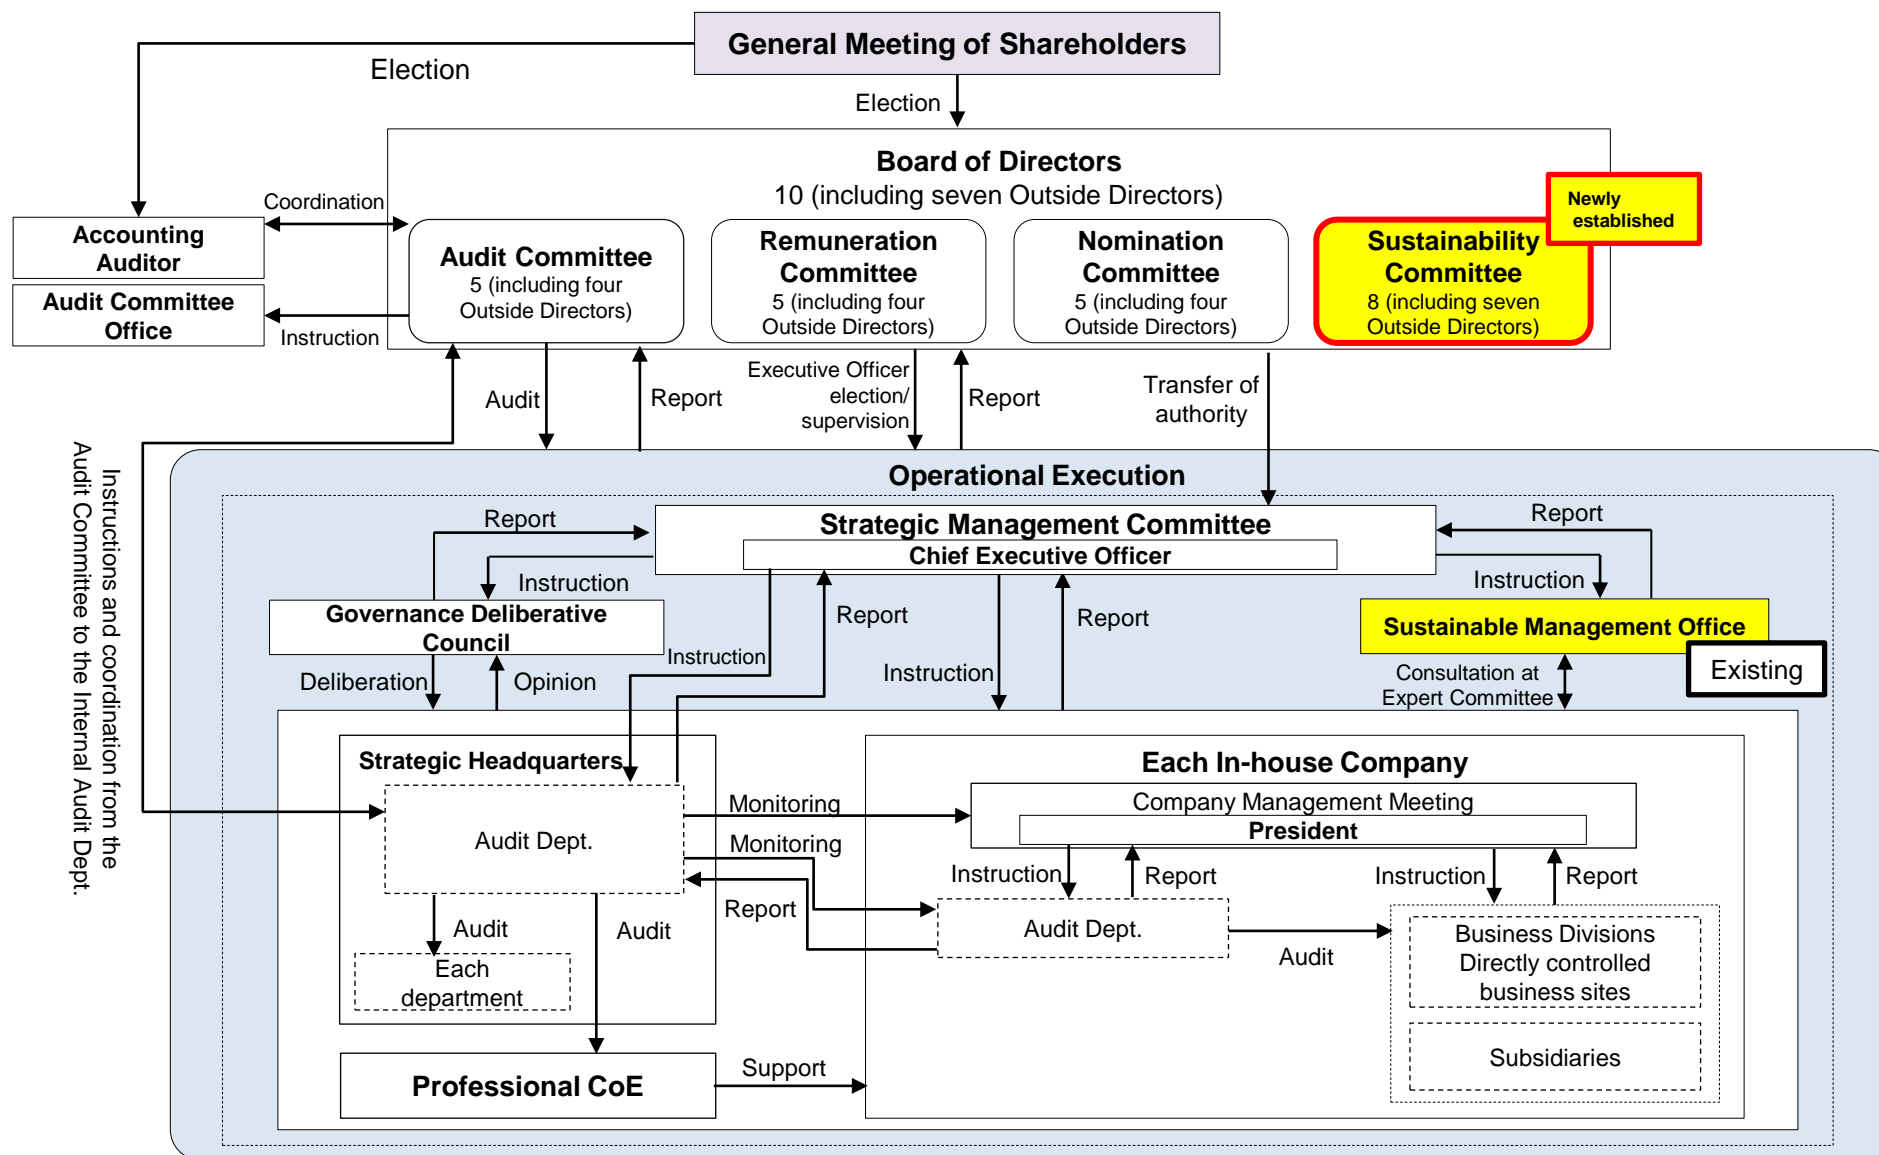 General Meeting of Shareholders
Election
Election
Board of Directors
10 (including seven Outside Directors)
Newly
established
Coordination
Accounting
Auditor
Audit Committee
5 (including four
Outside Directors)
Remuneration
Committee
5 (including four
Outside Directors)
Nomination
Committee
5 (including four
Outside Directors)
Sustainability
Committee
8 (including seven
Outside Directors)
Audit Committee
Office
Instruction
Audit
Report
Executive Officer
election/
supervision
Report
Transfer of
authority
Instructions and coordination from the
Audit Committee to the Internal Audit Dept.
Operational Execution
Report
Strategic Management Committee
Chief Executive Officer
Report
Instruction
Instruction
Governance Deliberative
Council
Report
Report
Sustainable Management Office
Existing
Instruction
Instruction
Deliberation
Opinion
Consultation at
Expert Committee
Strategic Headquarters
Audit Dept.
Monitoring
Monitoring
Report
Audit
Audit
Each
department
Professional CoE
Support
Each In-house Company
Company Management Meeting
President
Instruction
Report
Instruction
Report
Audit Dept.
Audit
Business Divisions
Directly controlled
business sites
Subsidiaries